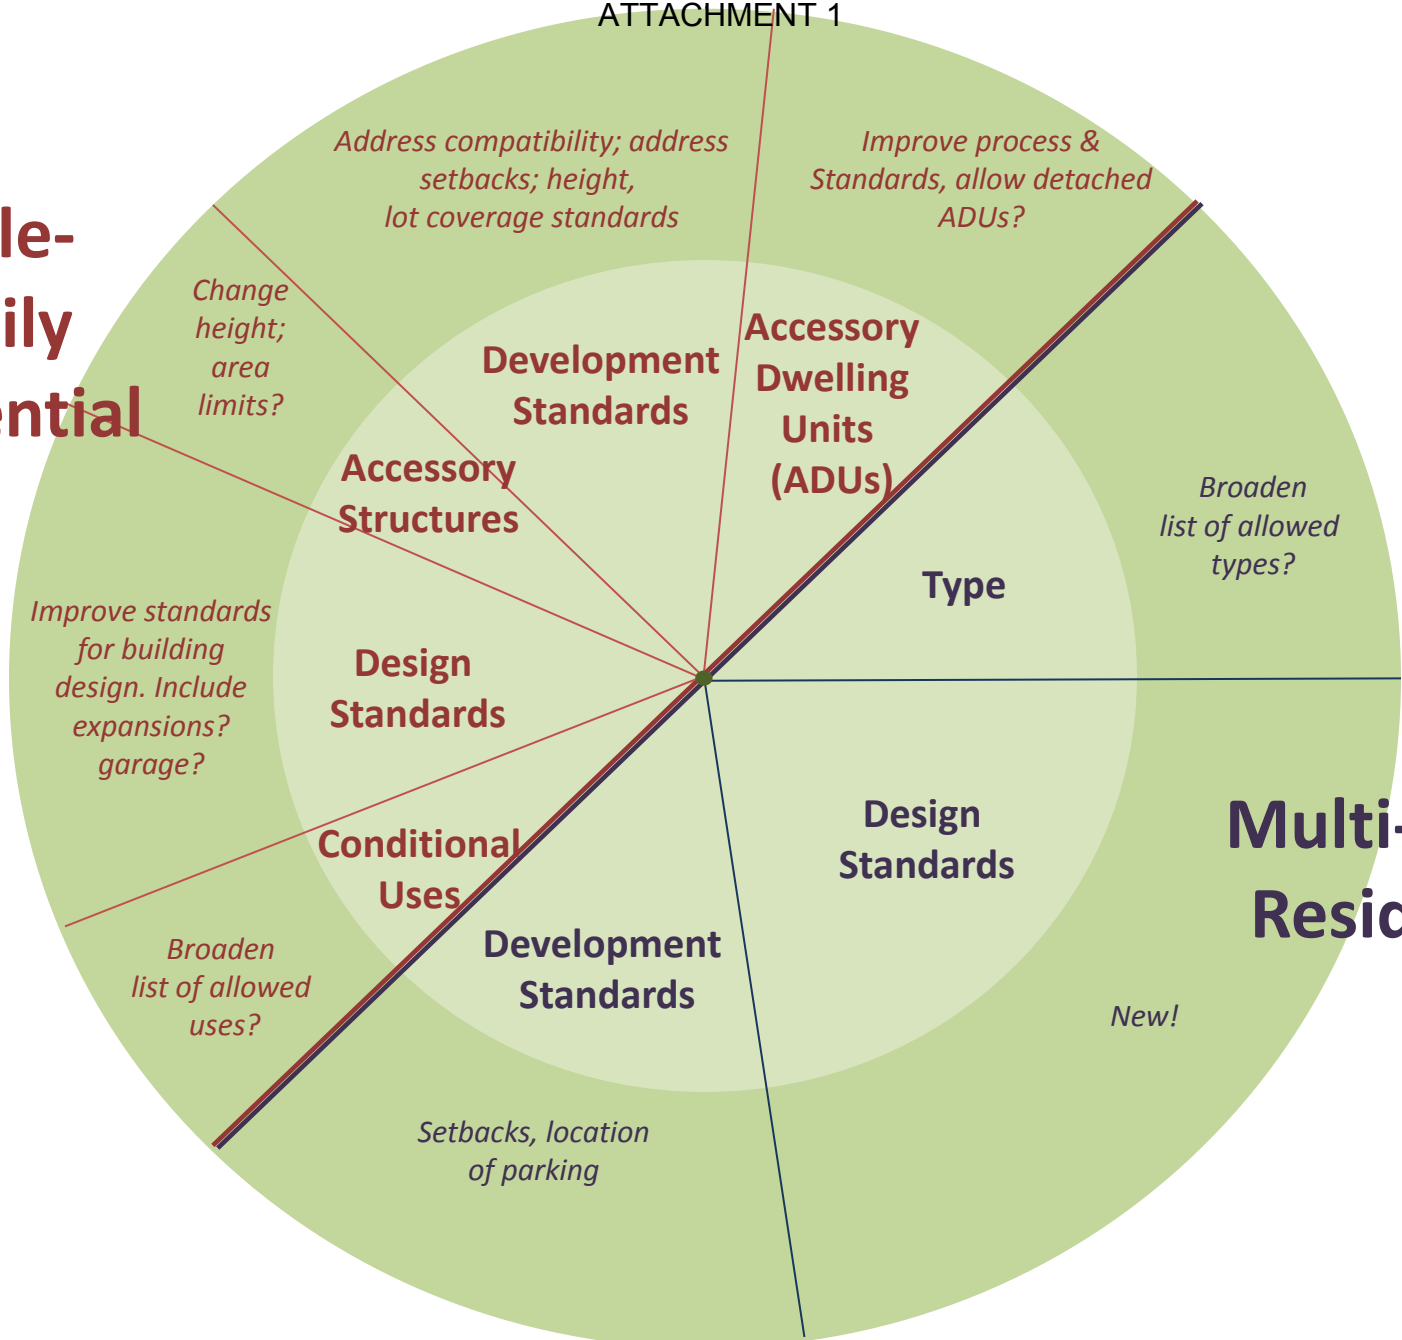 ATTACHMENT 1
Address compatibility; address
setbacks; height,
lot coverage standards
Improve process &
Standards, allow detached
ADUs?
le-
ily
ential
Change
height;
area
limits?
Development
Standards
Accessory
Dwelling
Units
(ADUs)
Accessory
Structures
Broaden
list of allowed
types?
Type
Improve standards
for building
design. Include
expansions?
garage?
Design
Standards
Design
Standards
Multi-
Resid
Conditional
Uses
Broaden
list of allowed
uses?
Development
Standards
New!
Setbacks, location
of parking